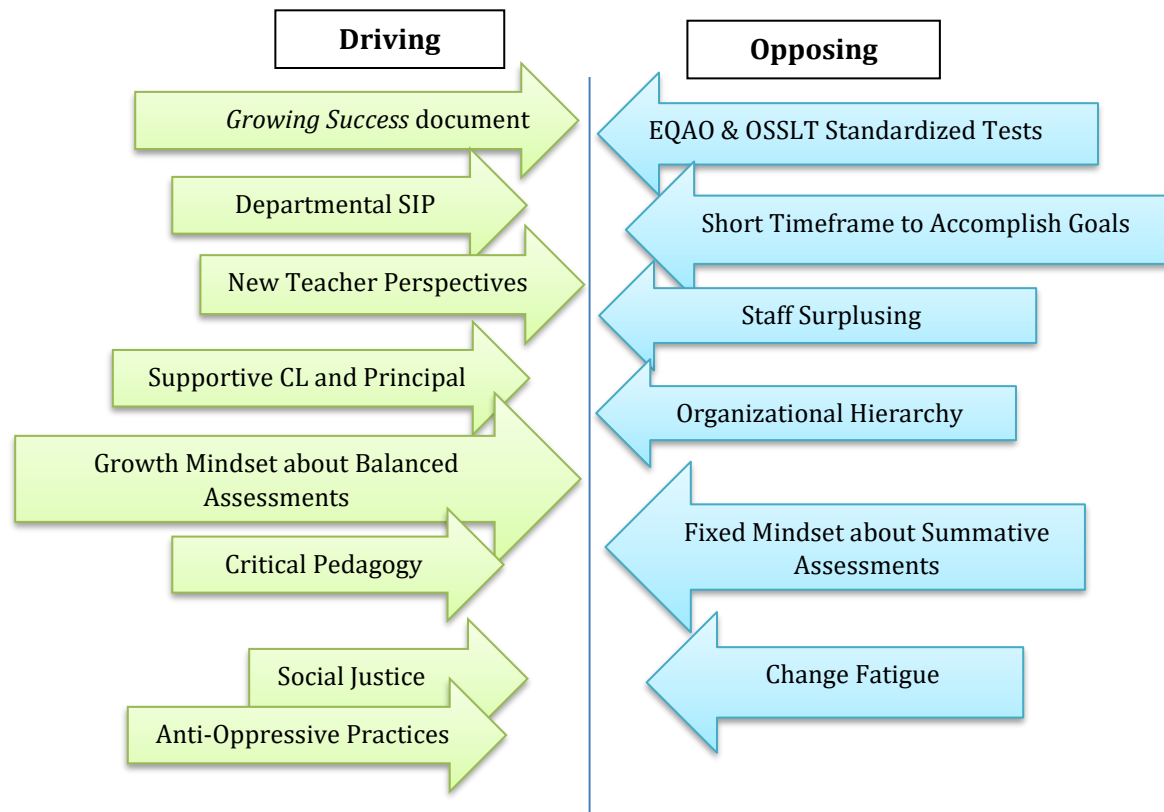 Driving
Growing Success document
Departmental SIP
New Teacher Perspectives
Supportive CL and Principal
Growth Mindset about Balanced
Assessments
Critical Pedagogy
Social Justice
Anti-Oppressive Practices
Opposing
EQAO & OSSLT Standardized Tests
Short Timeframe to Accomplish Goals
Staff Surplusing
Organizational Hierarchy
Fixed Mindset about Summative
Assessments
Change Fatigue